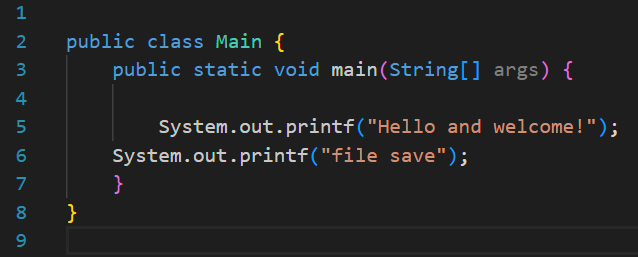 1
2 public class Main {
3     public static void main(String[] args) {
4
5         System.out.printf("Hello and welcome!");
6     System.out.printf("file save");
7     }
8 }
9